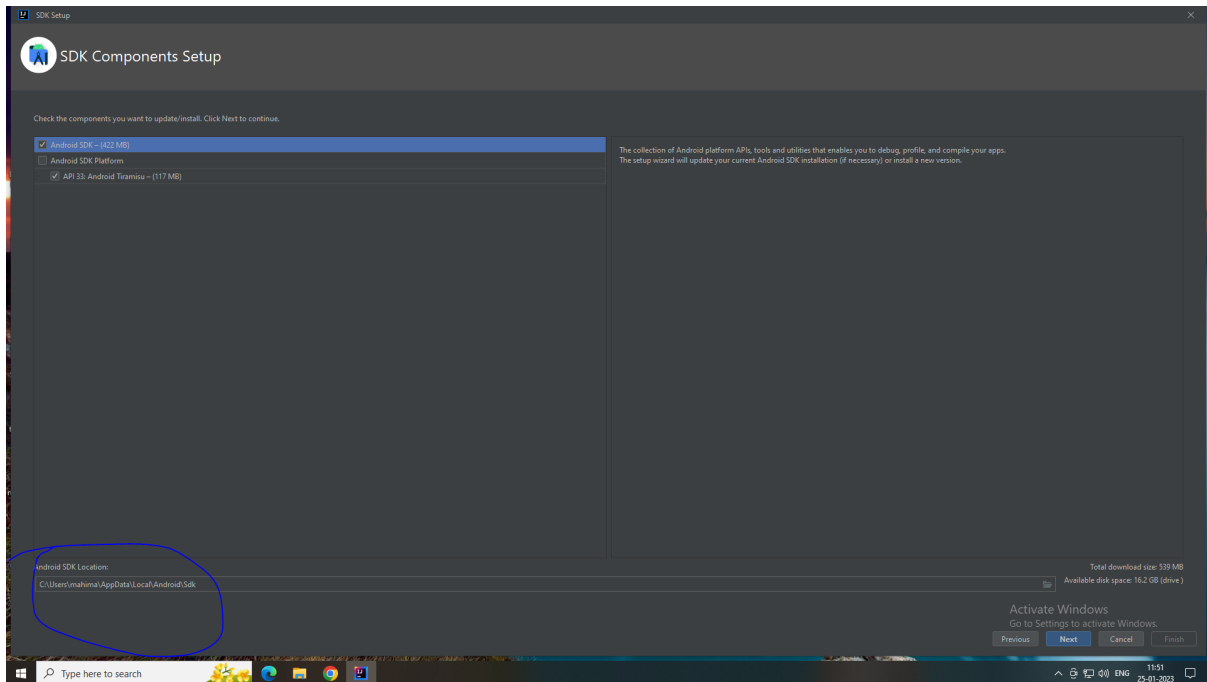 SDK Setup
SDK Components Setup
Check the components you want to update/install. Click Next to continue.
Android SDK – (422 MB)
Android SDK Platform
API 33: Android Tiramisu – (117 MB)
The collection of Android platform APIs, tools and utilities that enables you to debug, profile, and compile your apps.
The setup wizard will update your current Android SDK installation (if necessary) or install a new version.
Android SDK Location:
C:\Users\mahima\AppData\Local\Android\Sdk
Total download size: 539 MB
Available disk space: 16.2 GB (drive )
Activate Windows
Go to Settings to activate Windows.
Previous
Next
Cancel
Finish
Type here to search
ENG
11:51
25-01-2023